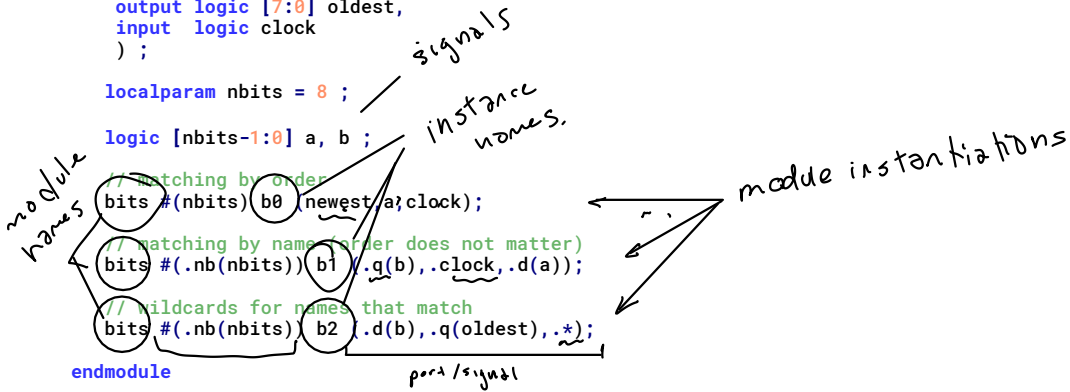 output logic [7:0] oldest,
input  logic clock
) ;
signals
localparam nbits = 8 ;
instance
names.
logic [nbits-1:0] a, b ;
module instantiations
module
names
// matching by order
bits #(nbits) b0 (newest,a,clock);
// matching by name (order does not matter)
bits #(.nb(nbits)) b1 (.q(b),.clock,.d(a));
// wildcards for names that match
bits #(.nb(nbits)) b2 (.d(b),.q(oldest),.*);
endmodule
port/signal